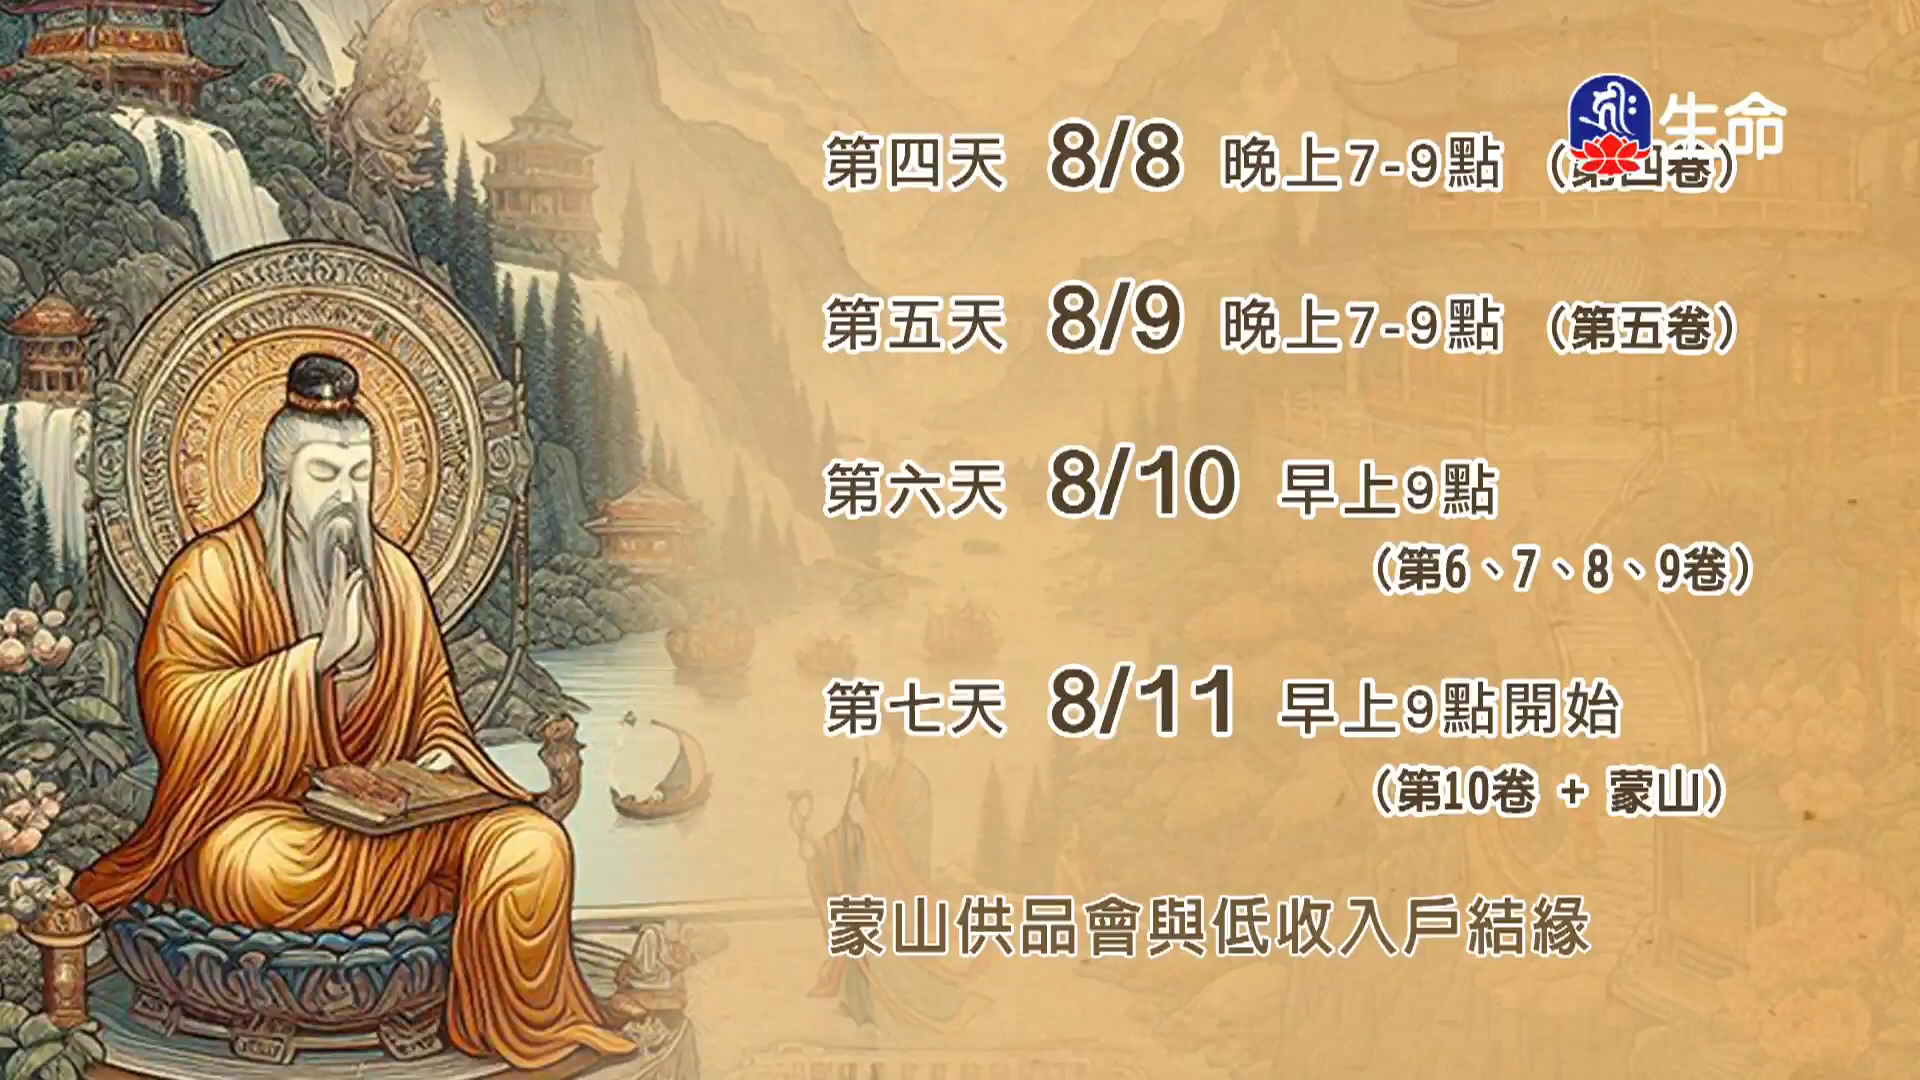 生命
第四天 8/8 晚上7-9點 (第四卷)
第五天 8/9 晚上7-9點 (第五卷)
第六天 8/10 早上9點
(第6、7、8、9卷)
第七天 8/11 早上9點開始
(第10卷 + 蒙山)
蒙山供品會與低收入戶結緣